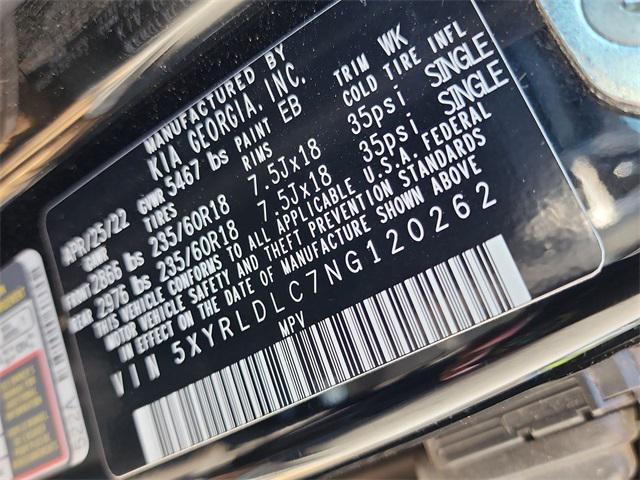 MANUFACTURED BY
KIA GEORGIA, INC.
APR/25/22 GVWR 5467 lbs PAINT EB TRIM WK
GAWR TIRES RIMS COLD TIRE INFL
FRONT 2866 lbs 235/60R18 7.5Jx18 35psi SINGLE
REAR 2976 lbs 235/60R18 7.5Jx18 35psi SINGLE
THIS VEHICLE CONFORMS TO ALL APPLICABLE U.S.A. FEDERAL
MOTOR VEHICLE SAFETY AND THEFT PREVENTION STANDARDS
IN EFFECT ON THE DATE OF MANUFACTURE SHOWN ABOVE
VIN 5XYRLDLC7NG120262
MPV